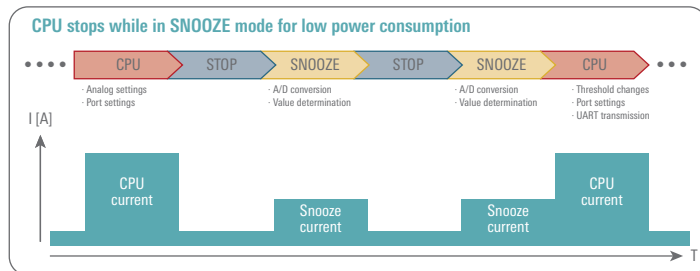 CPU stops while in SNOOZE mode for low power consumption
CPU STOP SNOOZE STOP SNOOZE CPU
· Analog settings
· Port settings
· A/D conversion
· Value determination
· A/D conversion
· Value determination
· Threshold changes
· Port settings
· UART transmission
I [A]
CPU
current
Snooze
current
Snooze
current
CPU
current
T